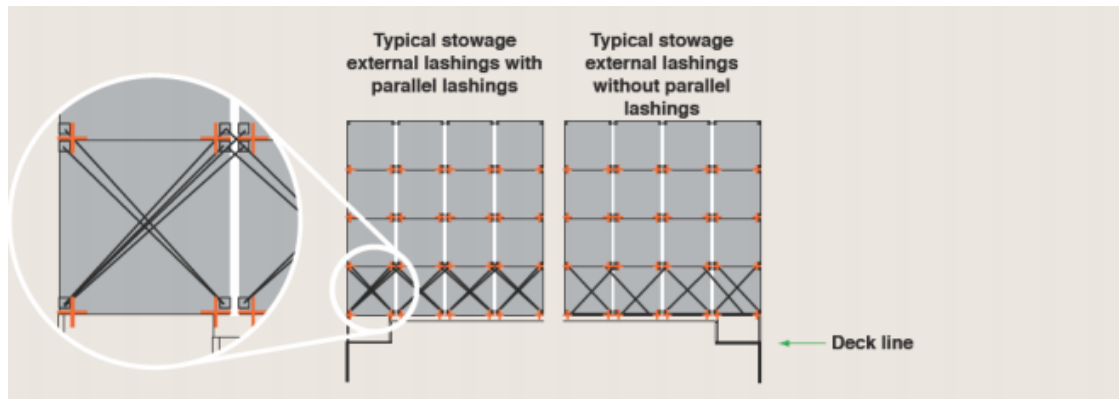 Typical stowage
external lashings with
parallel lashings
Typical stowage
external lashings
without parallel
lashings
Deck line